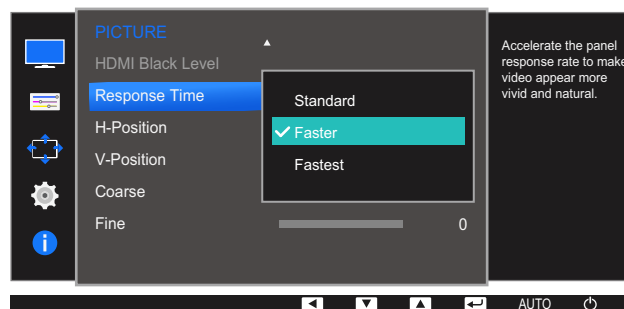 PICTURE
HDMI Black Level
Response Time
H-Position
V-Position
Coarse
Fine
0
Standard
Faster
Fastest
Accelerate the panel
response rate to make
video appear more
vivid and natural.
AUTO